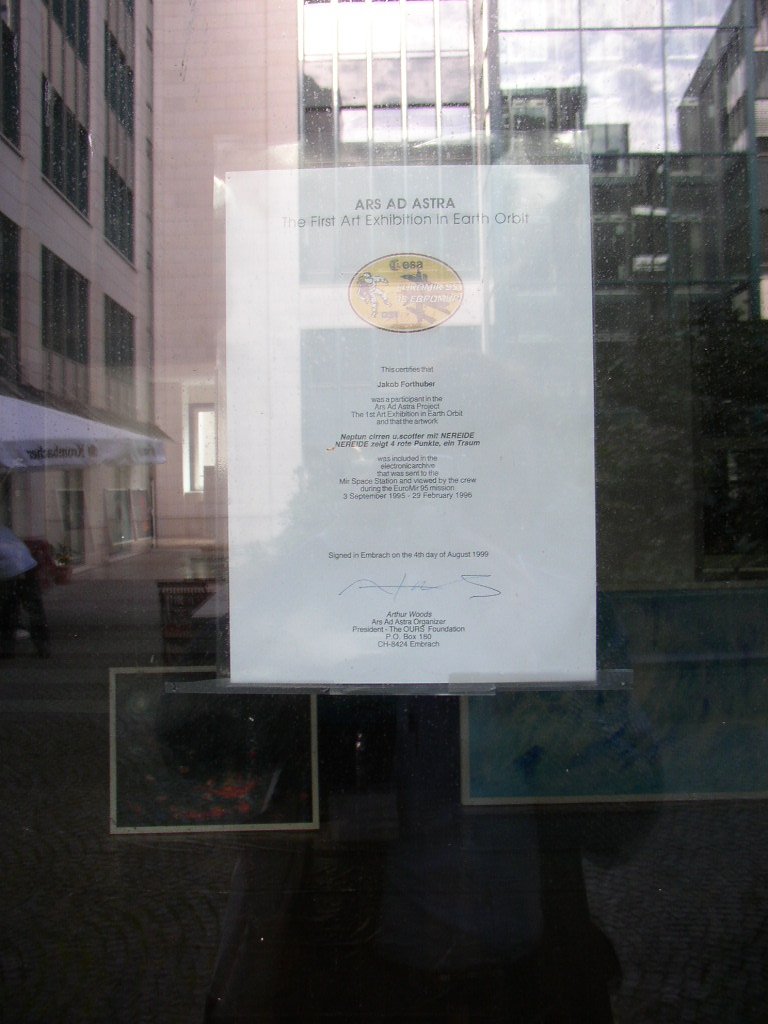 ARS AD ASTRA
The First Art Exhibition in Earth Orbit
esa
EUROMIR 95
ЕВРОМИР
This certifies that
Jakob Forthuber
was a participant in the
Ars Ad Astra Project
The 1st Art Exhibition in Earth Orbit
and that the artwork
Neptun cirren u.scotter mit NEREIDE
NEREIDE zeigt 4 rote Punkte, ein Traum
was included in the
electronic archive
that was sent to the
Mir Space Station and viewed by the crew
during the EuroMir 95 mission
3 September 1995 - 29 February 1996
Signed in Embrach on the 4th day of August 1999
Arthur Woods
Ars Ad Astra Organizer
President - The OURS Foundation
P.O. Box 180
CH-8424 Embrach
Krombacher